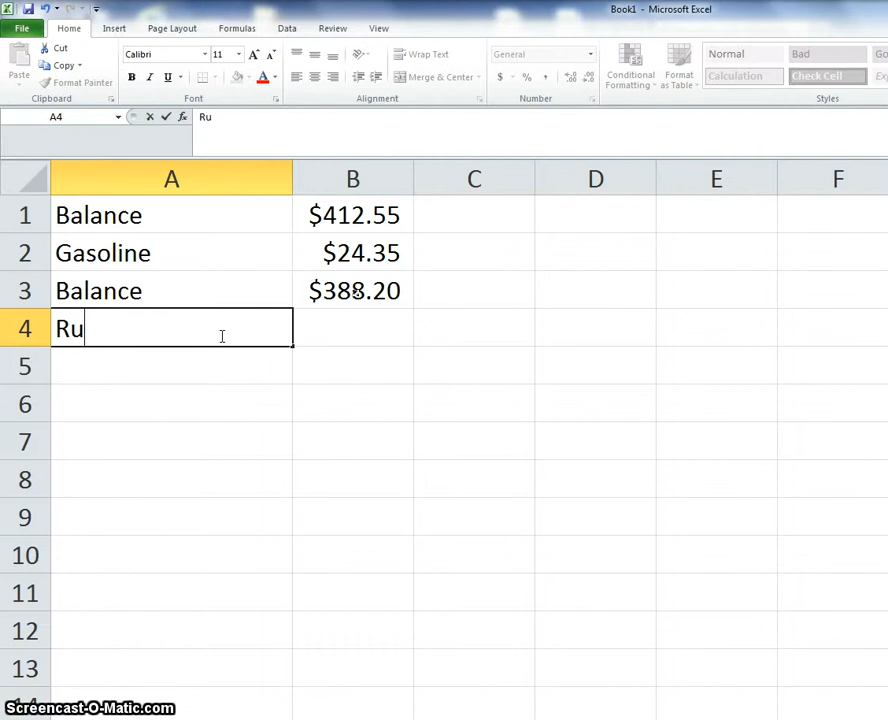 Book1 - Microsoft Excel
File Home Insert Page Layout Formulas Data Review View
Cut Calibri 11 A A Wrap Text General Normal Bad
Copy
Paste Format Painter B I U A Merge & Center $ % , Conditional Formatting Format as Table Calculation Check Cell
Clipboard Font Alignment Number Styles
A4 fx Ru
A B C D E F
1 Balance $412.55
2 Gasoline $24.35
3 Balance $388.20
4 Ru
5
6
7
8
9
10
11
12
13
Screencast-O-Matic.com